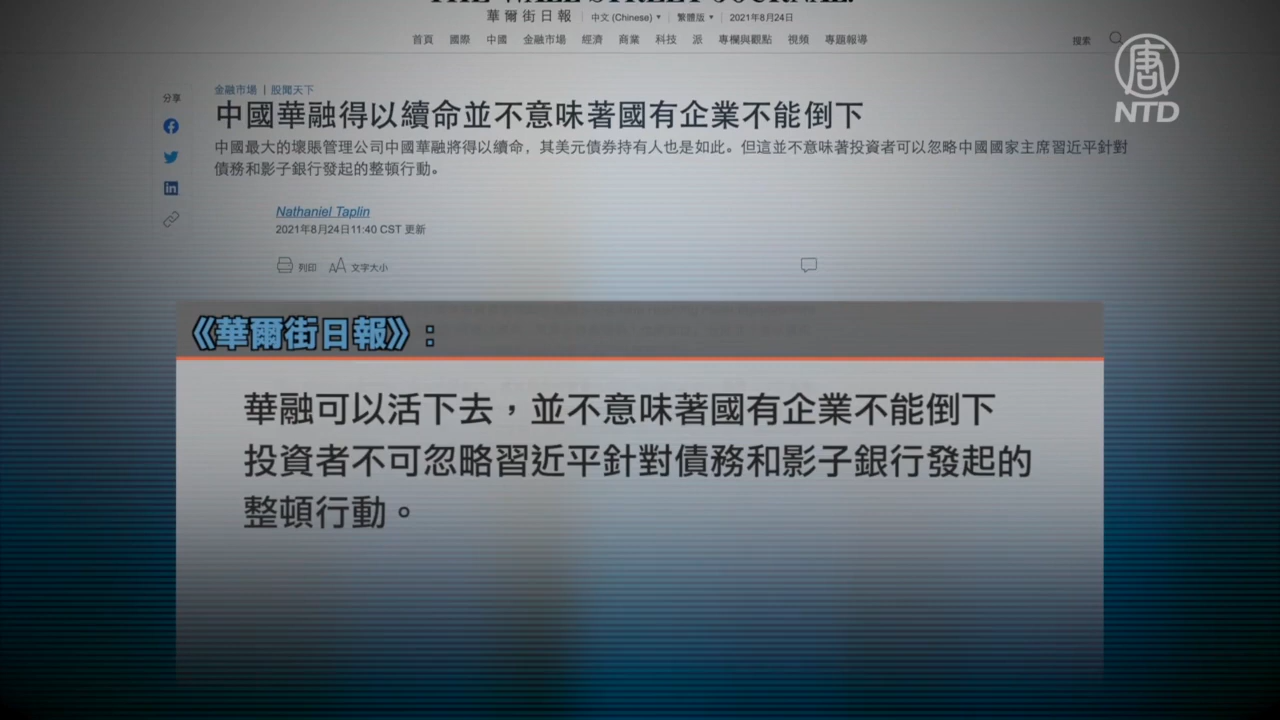 THE WALL STREET JOURNAL.
華爾街日報 中文 (Chinese) 繁體版 2021年8月24日
首頁 國際 中國 金融市場 經濟 商業 科技 派 專欄與觀點 視頻 專題報導 搜索
唐
NTD
分享
金融市場 | 股聞天下
中國華融得以續命並不意味著國有企業不能倒下
中國最大的壞賬管理公司中國華融將得以續命，其美元債券持有人也是如此。但這並不意味著投資者可以忽略中國國家主席習近平針對
債務和影子銀行發起的整頓行動。
Nathaniel Taplin
2021年8月24日11:40 CST 更新
列印 AA 文字大小
《華爾街日報》：
華融可以活下去，並不意味著國有企業不能倒下
投資者不可忽略習近平針對債務和影子銀行發起的
整頓行動。